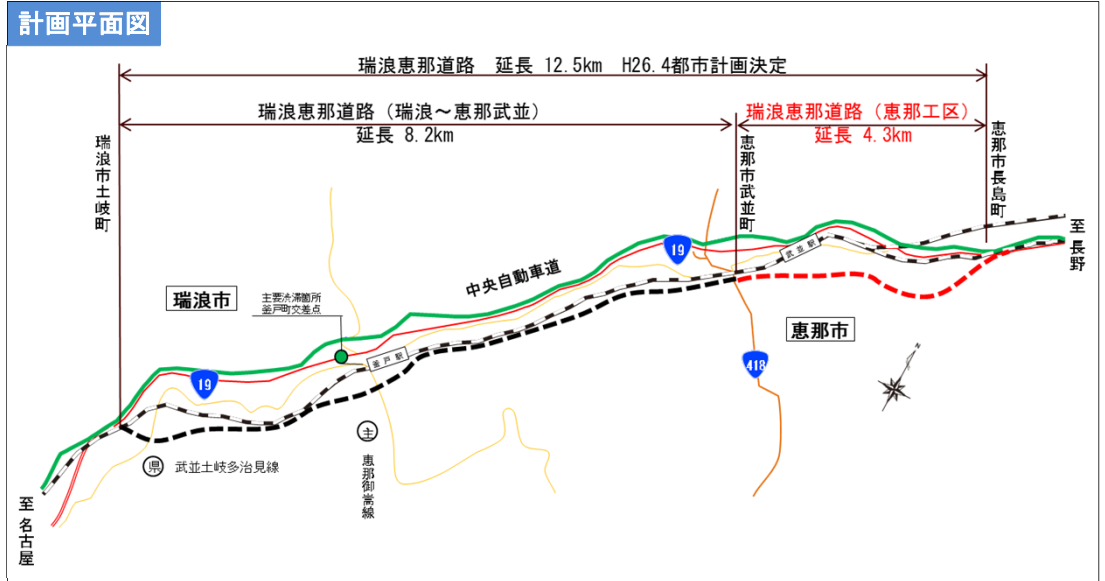 計画平面図
瑞浪恵那道路 延長 12.5km H26.4都市計画決定
瑞浪恵那道路（瑞浪～恵那武並）
延長 8.2km
瑞浪恵那道路（恵那工区）
延長 4.3km
瑞浪市土岐町
恵那市武並町
恵那市長島町
至長野
19
武並駅
中央自動車道
瑞浪市
主要渋滞箇所
釜戸町交差点
恵那市
釜戸駅
418
N
19
主
恵那御嵩線
県
武並土岐多治見線
至名古屋